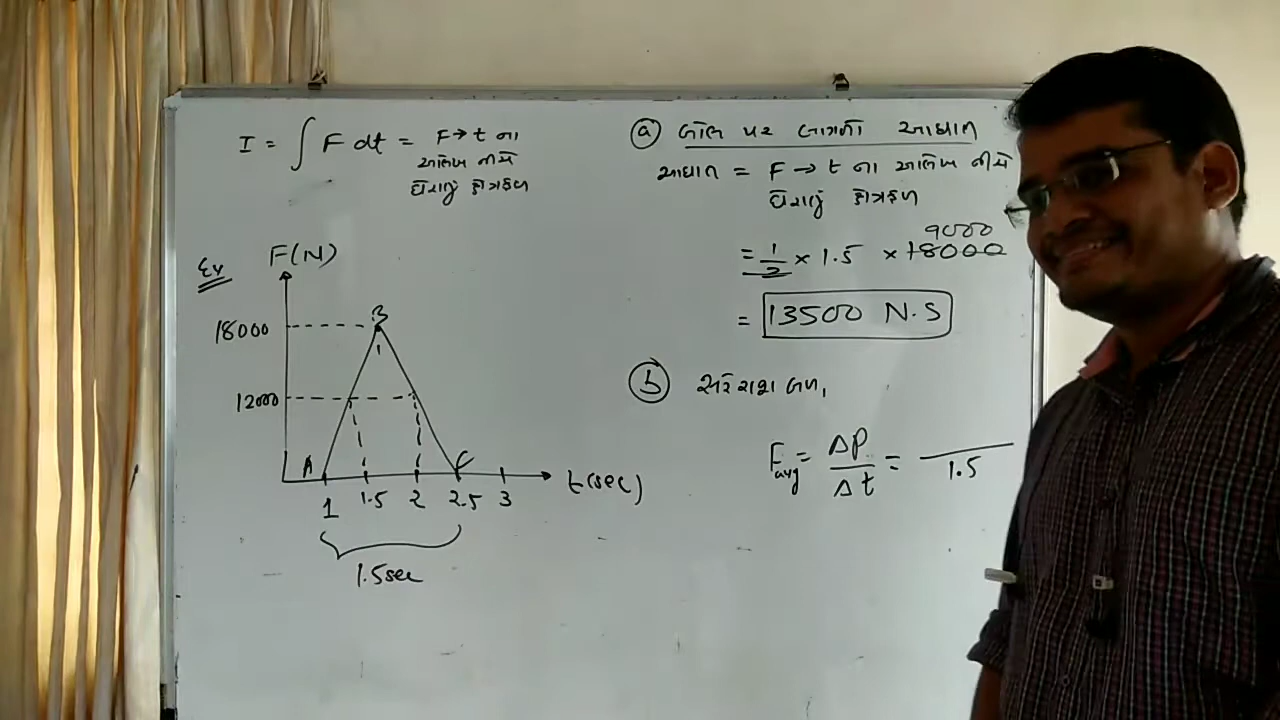 I = ∫ F dt = F → t ના
આલેખ નીચે
ઘેરાતું ક્ષેત્રફળ
Ex
F(N)
18000
12000
A
B
1
C
1 1.5 2 2.5 3
t(sec)
1.5sec
(a) બોલ પર લાગતો આઘાત
આઘાત = F → t ના આલેખ નીચે
ઘેરાતું ક્ષેત્રફળ
9000
= 1/2 × 1.5 × 18000
= 13500 N.S
(b) સરેરાશ બળ,
Favg = ΔP/Δt = /1.5